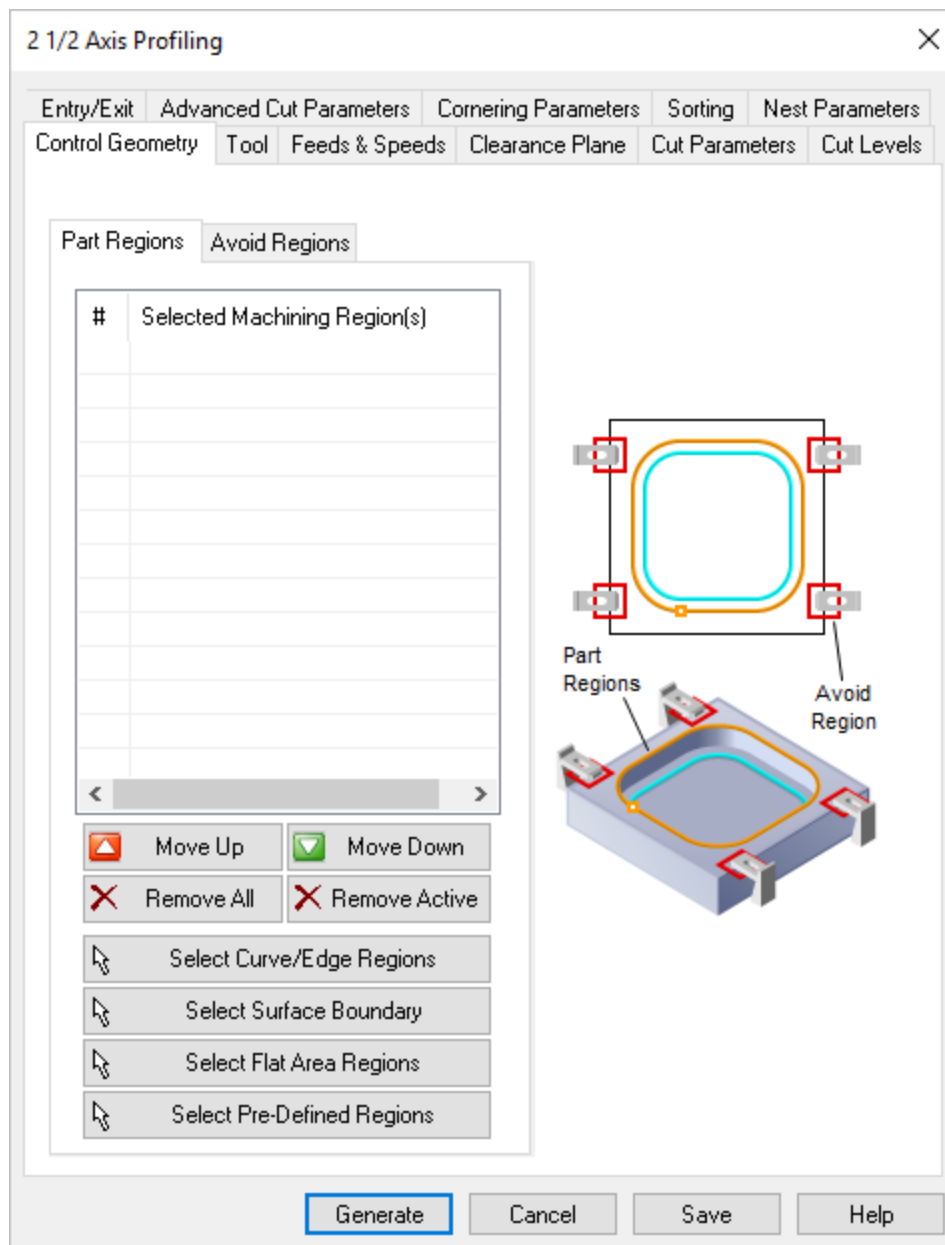 2 1/2 Axis Profiling
Entry/Exit Advanced Cut Parameters Cornering Parameters Sorting Nest Parameters
Control Geometry Tool Feeds & Speeds Clearance Plane Cut Parameters Cut Levels
Part Regions Avoid Regions
# Selected Machining Region(s)
Part
Regions
Avoid
Region
Move Up Move Down
Remove All Remove Active
Select Curve/Edge Regions
Select Surface Boundary
Select Flat Area Regions
Select Pre-Defined Regions
Generate Cancel Save Help